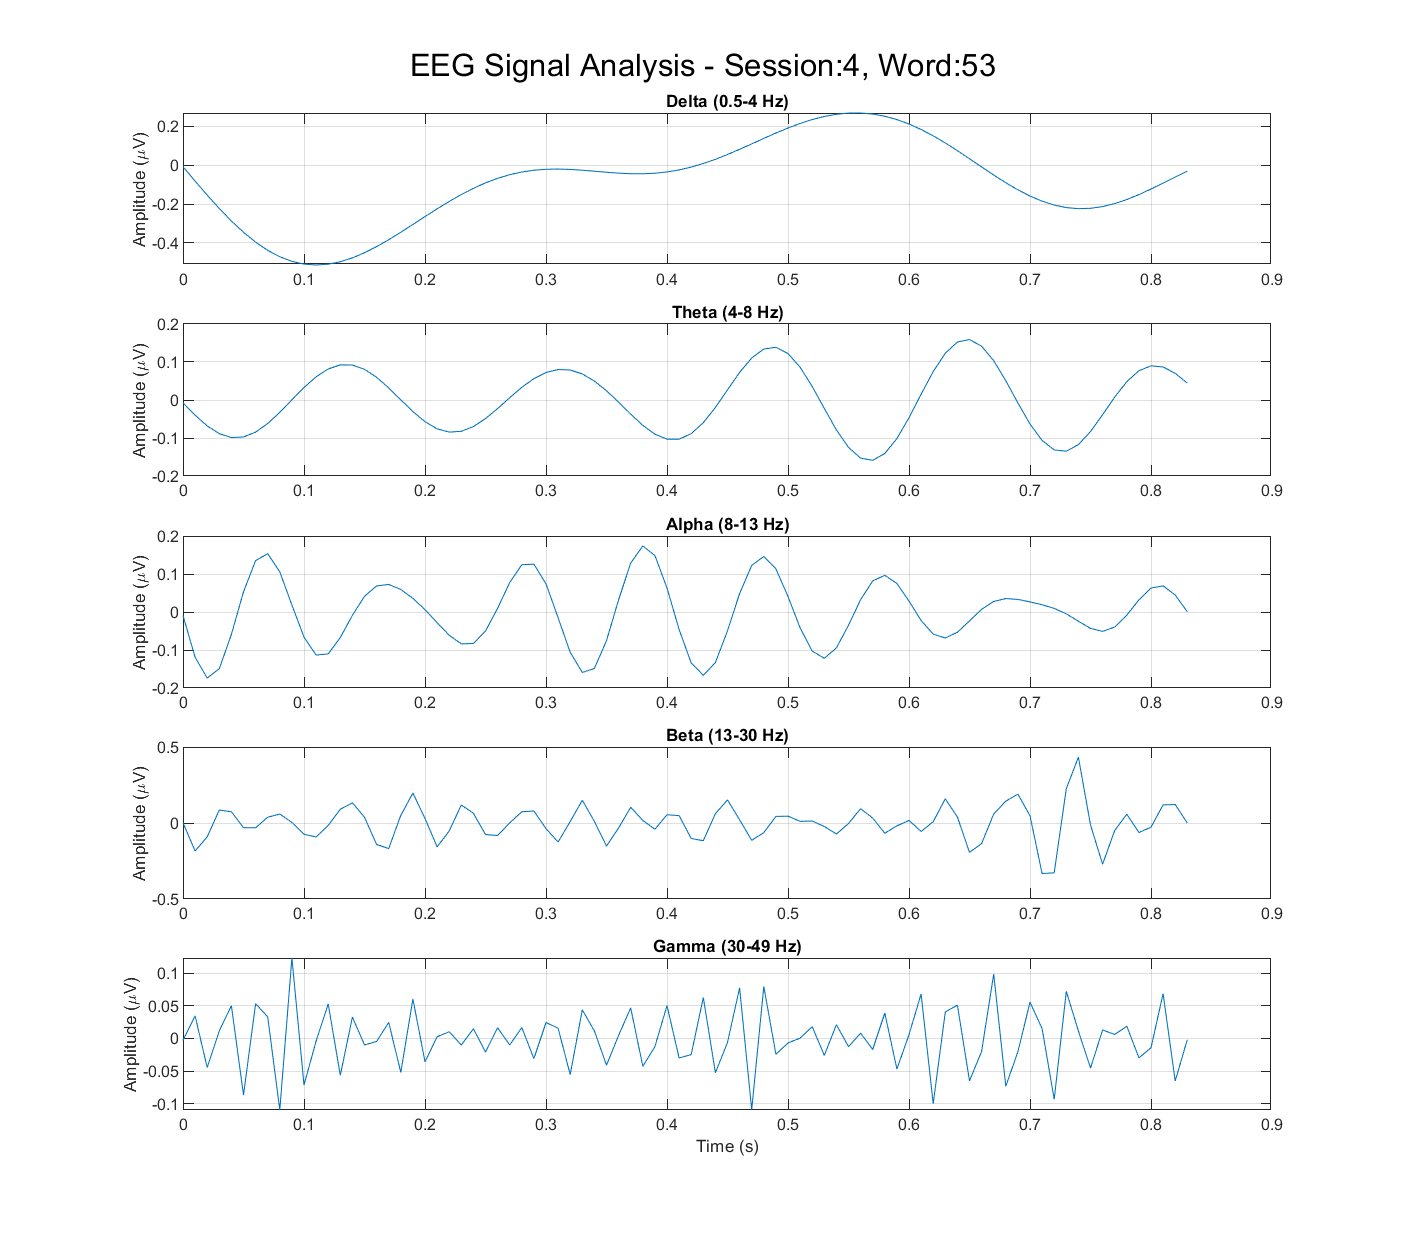 EEG Signal Analysis - Session:4, Word:53
Delta (0.5-4 Hz)
Amplitude (μV)
0.2
0
-0.2
-0.4
0 0.1 0.2 0.3 0.4 0.5 0.6 0.7 0.8 0.9
Theta (4-8 Hz)
Amplitude (μV)
0.2
0.1
0
-0.1
-0.2
0 0.1 0.2 0.3 0.4 0.5 0.6 0.7 0.8 0.9
Alpha (8-13 Hz)
Amplitude (μV)
0.2
0.1
0
-0.1
-0.2
0 0.1 0.2 0.3 0.4 0.5 0.6 0.7 0.8 0.9
Beta (13-30 Hz)
Amplitude (μV)
0.5
0
-0.5
0 0.1 0.2 0.3 0.4 0.5 0.6 0.7 0.8 0.9
Gamma (30-49 Hz)
Amplitude (μV)
0.1
0.05
0
-0.05
-0.1
0 0.1 0.2 0.3 0.4 0.5 0.6 0.7 0.8 0.9
Time (s)